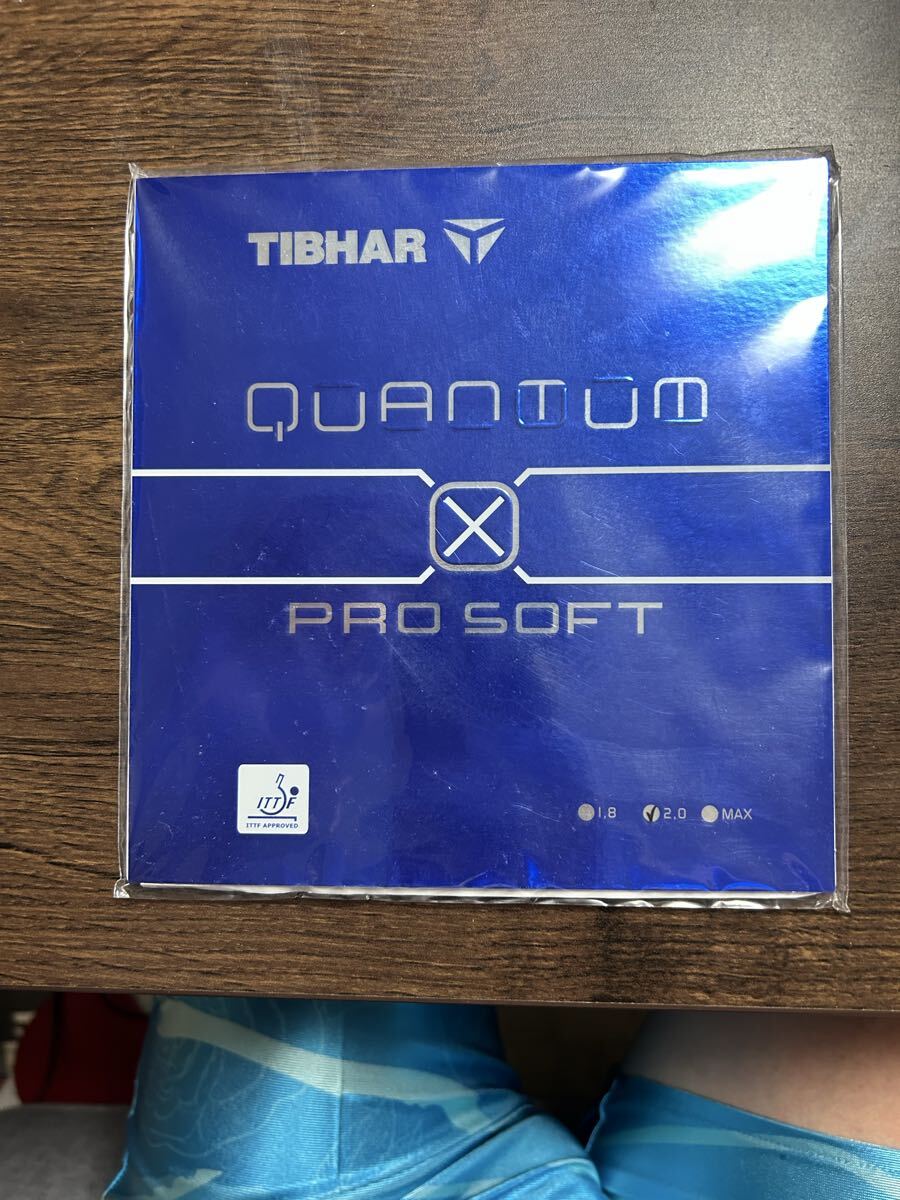 TIBHAR
QUANTUM
X
PRO SOFT
ITTF
ITTF APPROVED
1.8 2.0 MAX